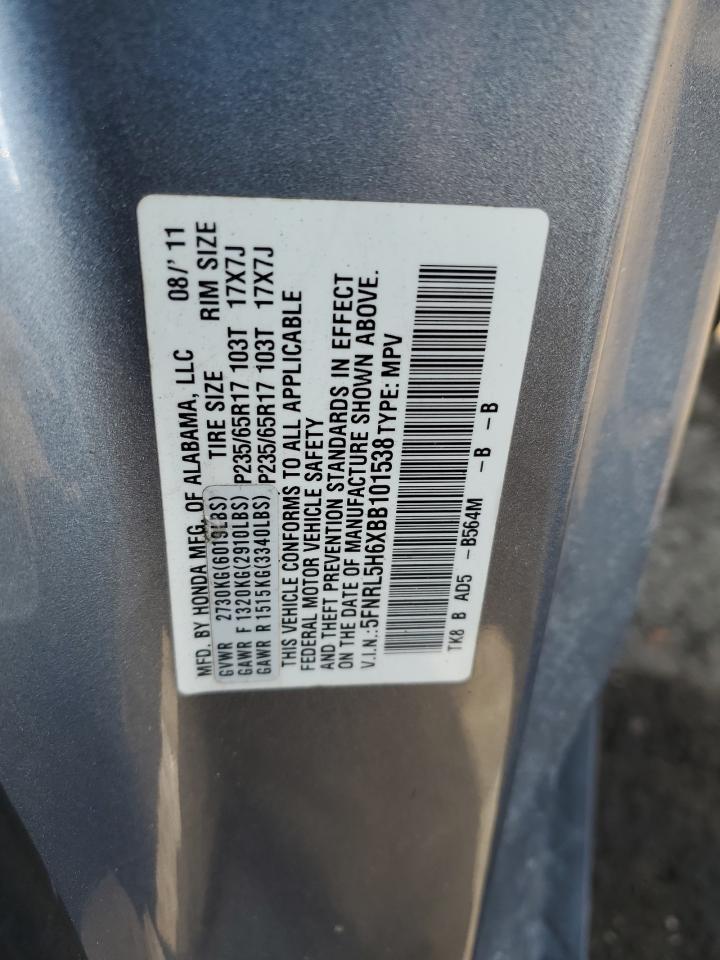 MFD. BY HONDA MFG. OF ALABAMA, LLC 08/' 11
TIRE SIZE RIM SIZE
GVWR 2730KG(6019LBS)
GAWR F 1320KG(2910LBS) P235/65R17 103T 17X7J
GAWR R 1515KG(3340LBS) P235/65R17 103T 17X7J
THIS VEHICLE CONFORMS TO ALL APPLICABLE
FEDERAL MOTOR VEHICLE SAFETY
AND THEFT PREVENTION STANDARDS IN EFFECT
ON THE DATE OF MANUFACTURE SHOWN ABOVE.
V.I.N.:5FNRL5H6XBB101538 TYPE: MPV
TK8 B AD5 -B564M -B -B